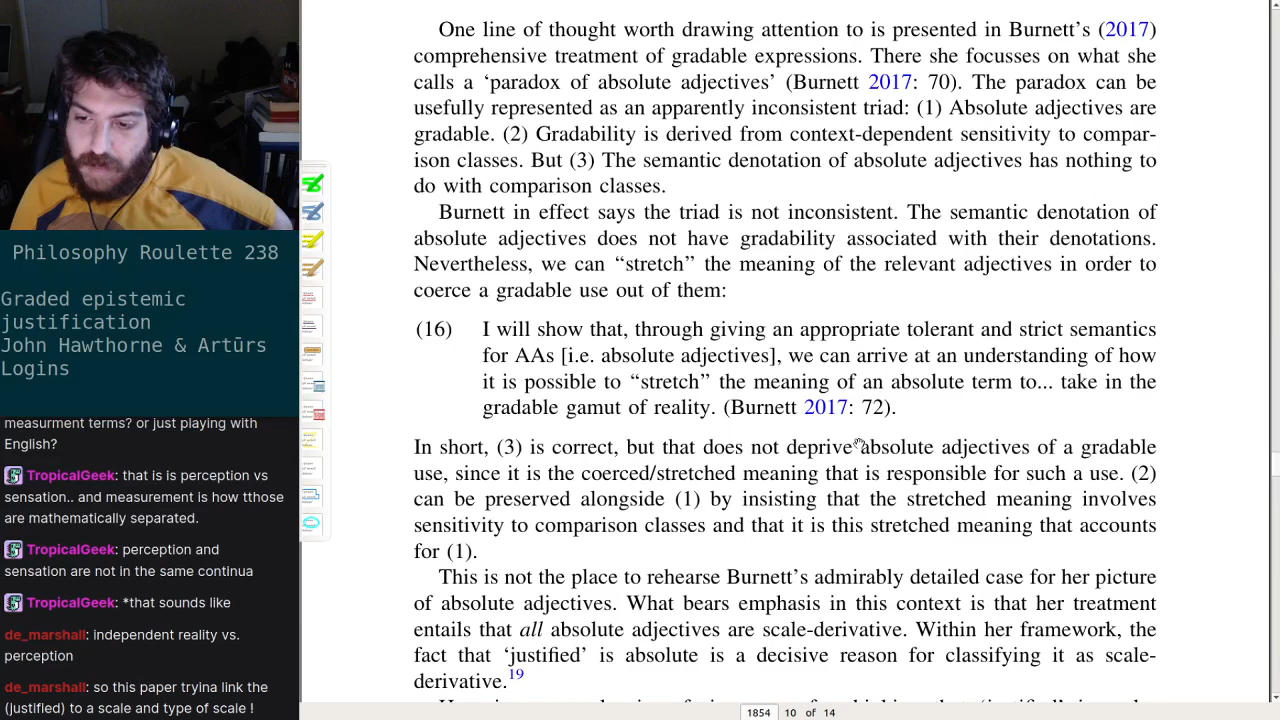 Philosophy Roulette 238
Graded epistemic
justification
John Hawthorne & Artūrs
Logins
measurment terms? or just playing with
English?
TropicalGeek: that is is perception vs
sensation.. and measurement is how tthose
are mathematically separated.
TropicalGeek: perception and
sensation are not in the same continua
TropicalGeek: *that sounds like
de_marshall: independent reality vs.
perception
de_marshall: so this paper tryina link the
(justified) to a scale and type of scale !
One line of thought worth drawing attention to is presented in Burnett's (2017)
comprehensive treatment of gradable expressions. There she focusses on what she
calls a 'paradox of absolute adjectives' (Burnett 2017: 70). The paradox can be
usefully represented as an apparently inconsistent triad: (1) Absolute adjectives are
gradable. (2) Gradability is derived from context-dependent sensitivity to compar-
ison classes. But (3) The semantic denotation of absolute adjectives has nothing to
do with comparison classes.
Burnett in effect says the triad is not inconsistent. The semantic denotation of
absolute adjectives does not have gradability associated with their denotations.
Nevertheless, we can "stretch" the meaning of the relevant adjectives in order to
coerce a gradable use out of them:
(16) I will show that, though giving an appropriate tolerant and strict semantics
for AAs [i.e. absolute adjectives], we can arrive at an understanding of how
it is possible to "stretch" the meaning of an absolute term to... take in the
gradable gamut of reality. (Burnett 2017: 72).
In short, (3) is correct, but that does not deprive absolute adjectives of a gradable
use, since it is the coerced stretched meaning that is responsible for such a use. (2)
can be preserved alongside (1) by insisting that the stretched meaning involves
sensitivity to comparison classes and that it is this stretched meaning that accounts
for (1).
This is not the place to rehearse Burnett's admirably detailed case for her picture
of absolute adjectives. What bears emphasis in this context is that her treatment
entails that all absolute adjectives are scale-derivative. Within her framework, the
fact that 'justified' is absolute is a decisive reason for classifying it as scale-
derivative.19
1854 10 of 14